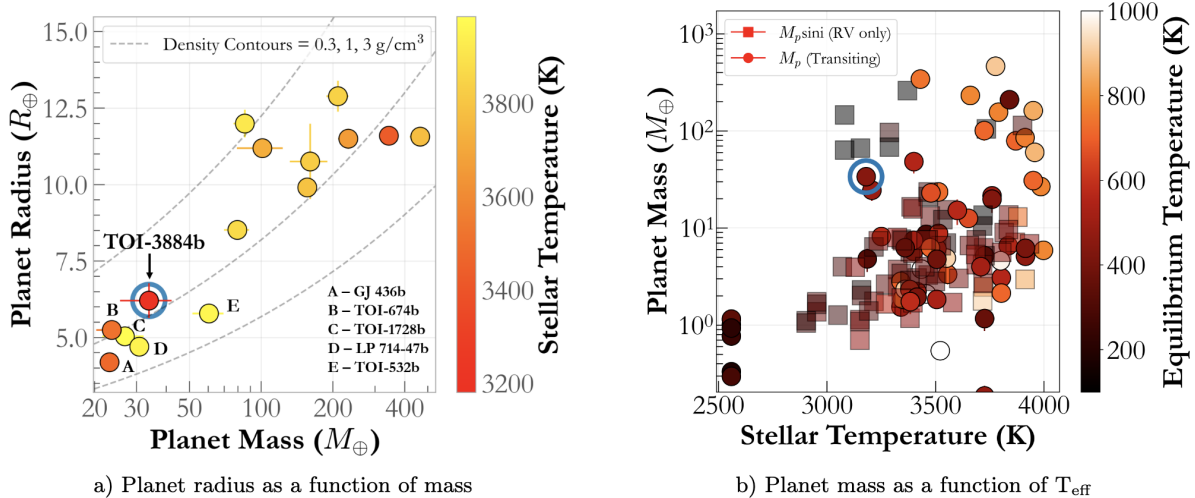 Density Contours = 0.3, 1, 3 g/cm³
TOI-3884b
B
C
D
A
E
A – GJ 436b
B – TOI-674b
C – TOI-1728b
D – LP 714-47b
E – TOI-532b
15.0
12.5
10.0
7.5
5.0
Planet Radius (R⊕)
20 30 50 100 200 400
Planet Mass (M⊕)
3800
3600
3400
3200
Stellar Temperature (K)
a) Planet radius as a function of mass
Mₚsini (RV only)
Mₚ (Transiting)
10³
10²
10¹
10⁰
Planet Mass (M⊕)
2500 3000 3500 4000
Stellar Temperature (K)
1000
800
600
400
200
Equilibrium Temperature (K)
b) Planet mass as a function of T_eff